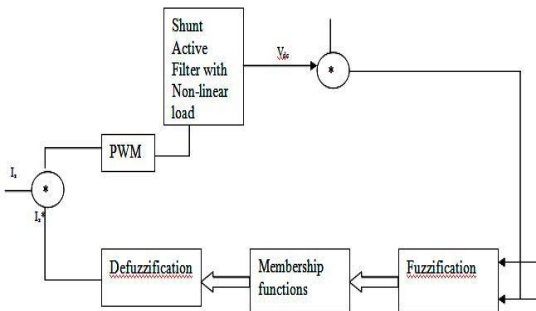 Shunt
Active
Filter with
Non-linear
load
Vdc
*
PWM
Is
*
Is*
Defuzzification
Membership
functions
Fuzzification